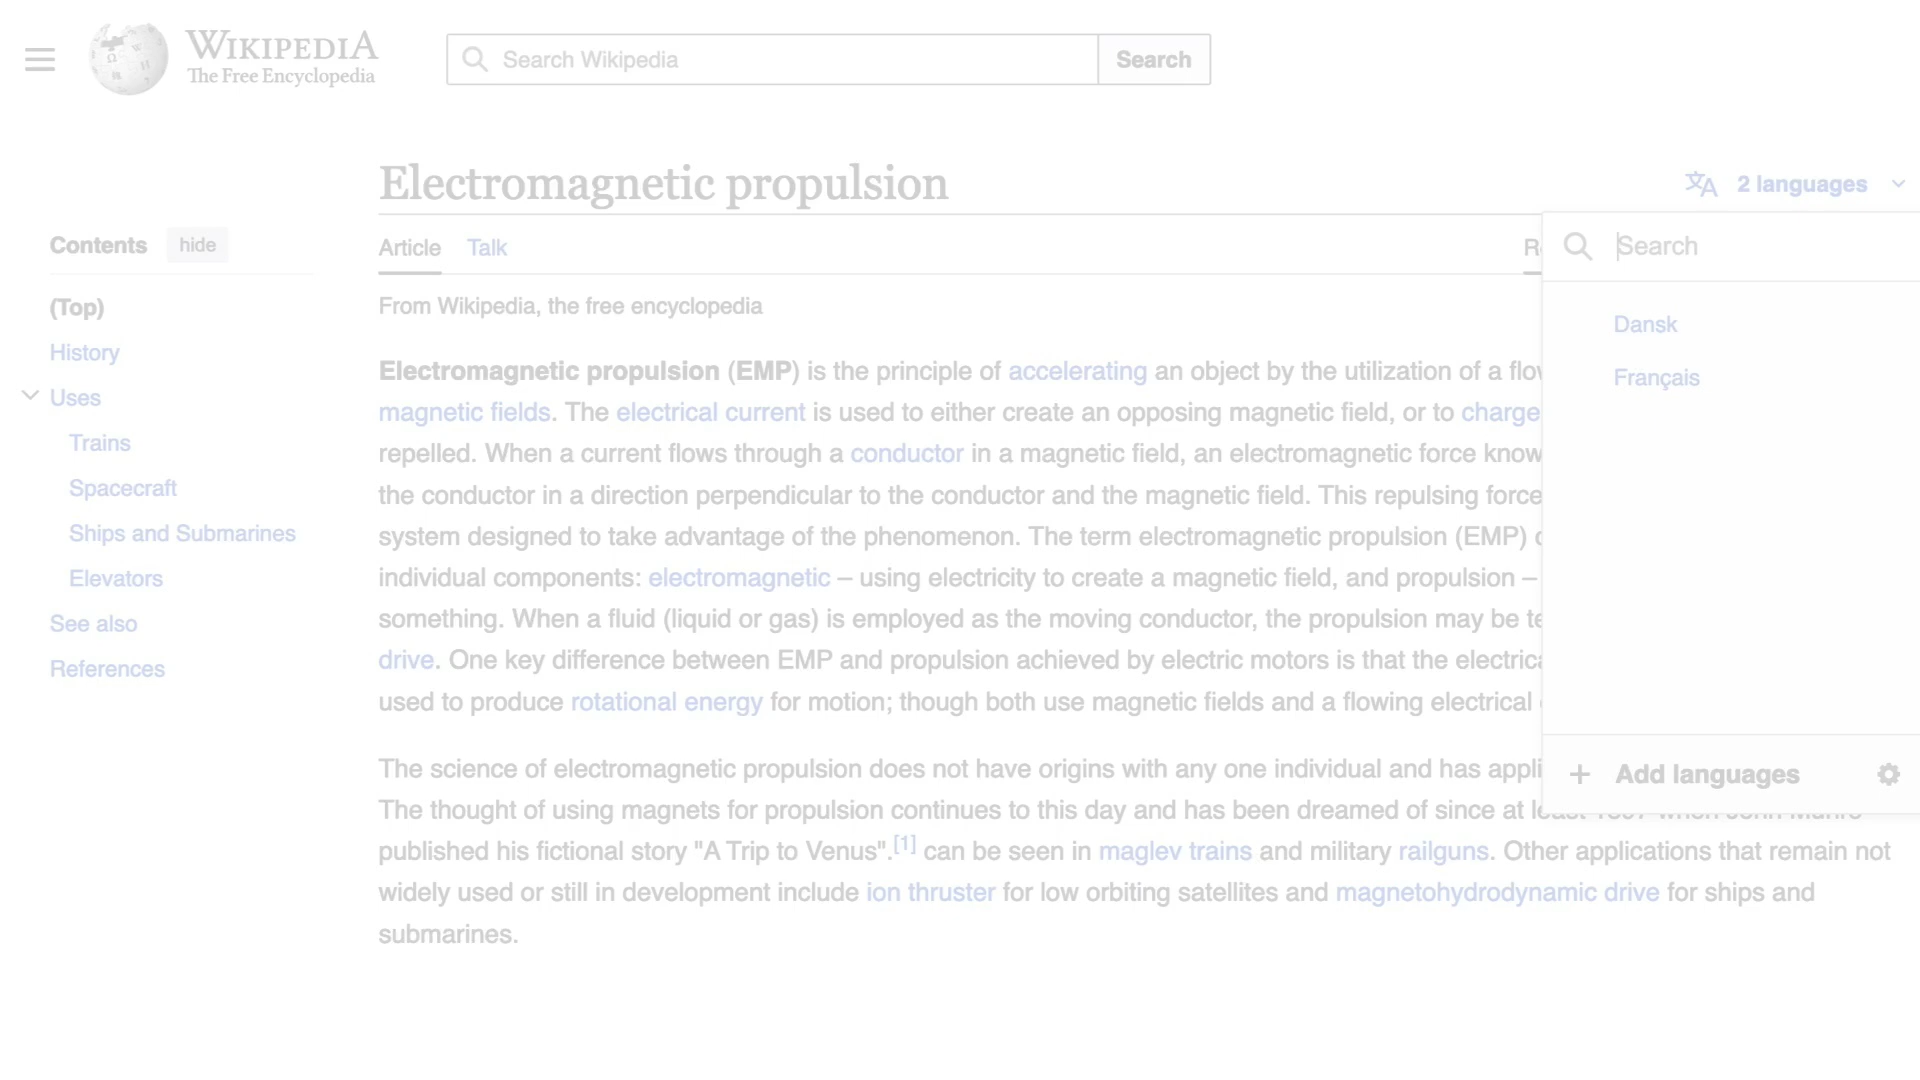 WIKIPEDIA
The Free Encyclopedia
Search Wikipedia
Search
Electromagnetic propulsion
2 languages
Contents hide
Article Talk
Search
(Top)
History
Uses
Trains
Spacecraft
Ships and Submarines
Elevators
See also
References
From Wikipedia, the free encyclopedia
Electromagnetic propulsion (EMP) is the principle of accelerating an object by the utilization of a
magnetic fields. The electrical current is used to either create an opposing magnetic field, or to charge
repelled. When a current flows through a conductor in a magnetic field, an electromagnetic force
the conductor in a direction perpendicular to the conductor and the magnetic field. This repulsing force
system designed to take advantage of the phenomenon. The term electromagnetic propulsion (EMP)
individual components: electromagnetic – using electricity to create a magnetic field, and propulsion –
something. When a fluid (liquid or gas) is employed as the moving conductor, the propulsion may be
drive. One key difference between EMP and propulsion achieved by electric motors is that the
used to produce rotational energy for motion; though both use magnetic fields and a flowing electrical
The science of electromagnetic propulsion does not have origins with any one individual and has
The thought of using magnets for propulsion continues to this day and has been dreamed of since at
published his fictional story "A Trip to Venus".[1] can be seen in maglev trains and military railguns. Other applications that remain not
widely used or still in development include ion thruster for low orbiting satellites and magnetohydrodynamic drive for ships and
submarines.
Dansk
Français
Add languages